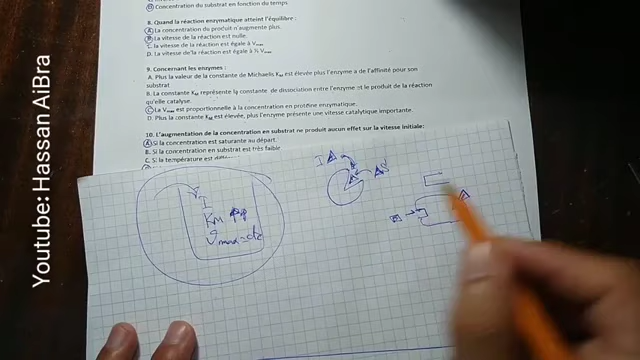 D Concentration du substrat en fonction du temps
8. Quand la réaction enzymatique atteint l'équilibre :
A La concentration du produit n'augmente plus.
B La vitesse de la réaction est nulle.
C. la vitesse de la réaction est égale à Vmax
D. La vitesse de la réaction est égale à ½ Vmax
9. Concernant les enzymes :
A. Plus la valeur de la constante de Michaelis KM est élevée plus l'enzyme a de l'affinité pour son
substrat
B. La constante KM représente la constante de dissociation entre l'enzyme et le produit de la réaction
qu'elle catalyse.
C La Vmax est proportionnelle à la concentration en protéine enzymatique.
D. Plus la constante KM est élevée, plus l'enzyme présente une vitesse catalytique importante.
10. L'augmentation de la concentration en substrat ne produit aucun effet sur la vitesse initiale:
A Si la concentration est saturante au départ.
B. Si la concentration en substrat est très faible
C. Si la température est
I
S
I
KM
Vmax = cte
Youtube: Hassan AiBra